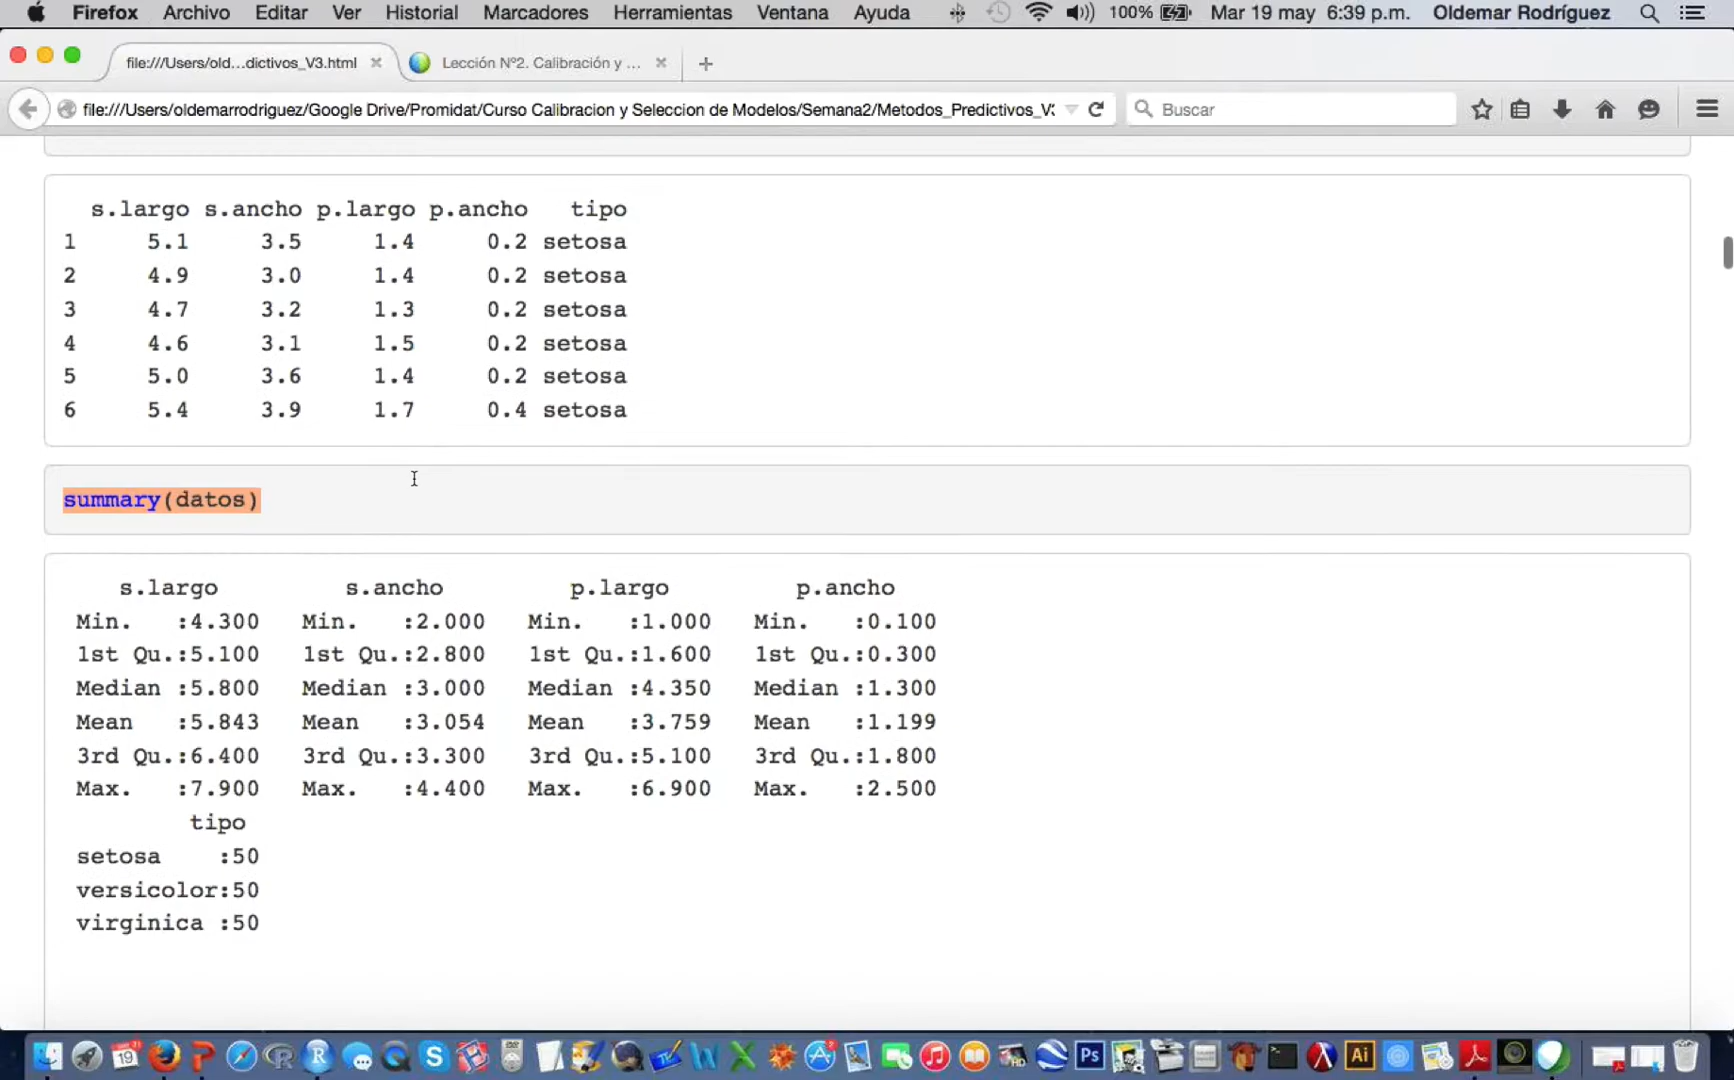 Firefox Archivo Editar Ver Historial Marcadores Herramientas Ventana Ayuda 100% Mar 19 may 6:39 p.m. Oldemar Rodríguez
file:///Users/old...dictivos_V3.html Lección Nº2. Calibración y ...
file:///Users/oldemarrodriguez/Google Drive/Promidat/Curso Calibracion y Seleccion de Modelos/Semana2/Metodos_Predictivos_V: Buscar
s.largo s.ancho p.largo p.ancho tipo
1 5.1 3.5 1.4 0.2 setosa
2 4.9 3.0 1.4 0.2 setosa
3 4.7 3.2 1.3 0.2 setosa
4 4.6 3.1 1.5 0.2 setosa
5 5.0 3.6 1.4 0.2 setosa
6 5.4 3.9 1.7 0.4 setosa
summary(datos)
s.largo s.ancho p.largo p.ancho
Min. :4.300 Min. :2.000 Min. :1.000 Min. :0.100
1st Qu.:5.100 1st Qu.:2.800 1st Qu.:1.600 1st Qu.:0.300
Median :5.800 Median :3.000 Median :4.350 Median :1.300
Mean :5.843 Mean :3.054 Mean :3.759 Mean :1.199
3rd Qu.:6.400 3rd Qu.:3.300 3rd Qu.:5.100 3rd Qu.:1.800
Max. :7.900 Max. :4.400 Max. :6.900 Max. :2.500
tipo
setosa :50
versicolor:50
virginica :50
19 Ps Ai